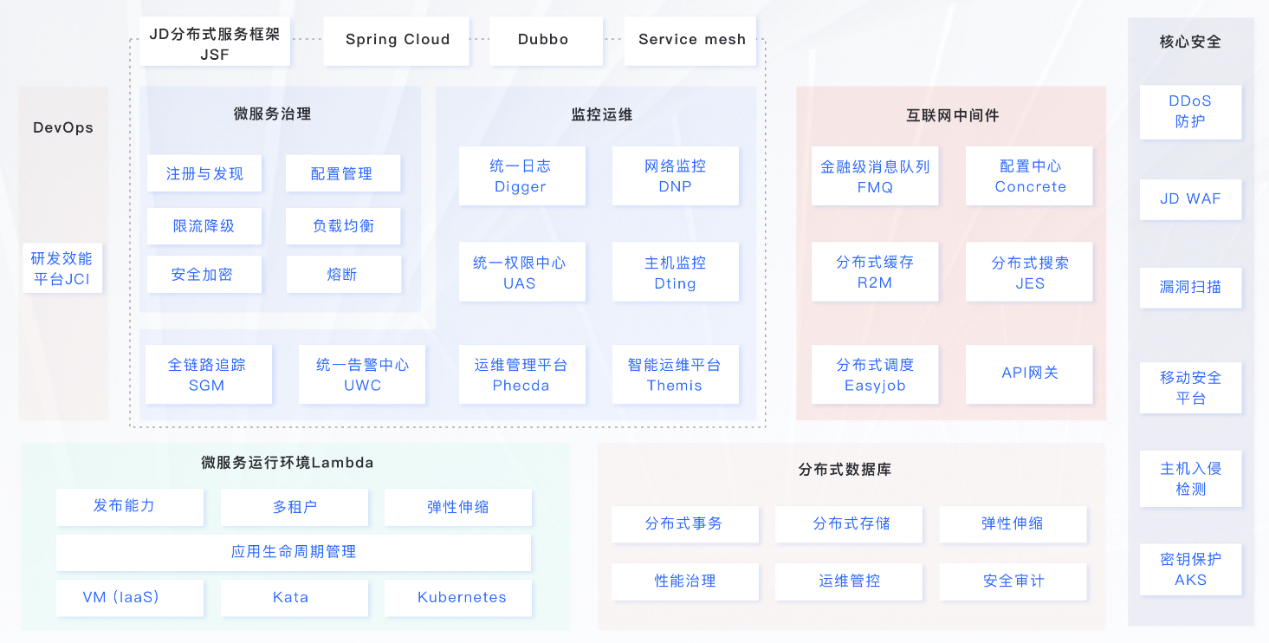 JD分布式服务框架
JSF
Spring Cloud
Dubbo
Service mesh
DevOps
研发效能
平台JCI
微服务治理
注册与发现
配置管理
限流降级
负载均衡
安全加密
熔断
监控运维
统一日志
Digger
网络监控
DNP
统一权限中心
UAS
主机监控
Dting
全链路追踪
SGM
统一告警中心
UWC
运维管理平台
Phecda
智能运维平台
Themis
互联网中间件
金融级消息队列
FMQ
配置中心
Concrete
分布式缓存
R2M
分布式搜索
JES
分布式调度
Easyjob
API网关
核心安全
DDoS
防护
JD WAF
漏洞扫描
移动安全
平台
主机入侵
检测
密钥保护
AKS
微服务运行环境Lambda
发布能力
多租户
弹性伸缩
应用生命周期管理
VM (IaaS)
Kata
Kubernetes
分布式数据库
分布式事务
分布式存储
弹性伸缩
性能治理
运维管控
安全审计